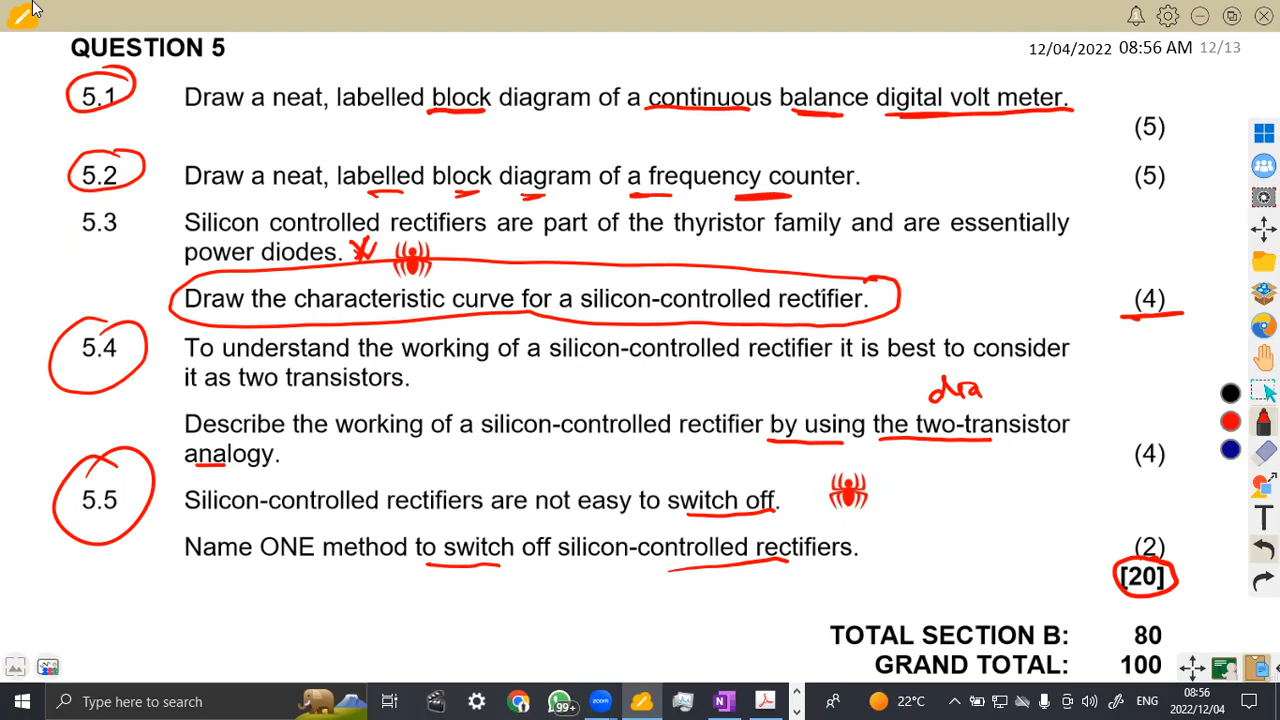 QUESTION 5
12/04/2022 08:56 AM 12/13
5.1 Draw a neat, labelled block diagram of a continuous balance digital volt meter.
(5)
5.2 Draw a neat, labelled block diagram of a frequency counter. (5)
5.3 Silicon controlled rectifiers are part of the thyristor family and are essentially
power diodes.
Draw the characteristic curve for a silicon-controlled rectifier. (4)
5.4 To understand the working of a silicon-controlled rectifier it is best to consider
it as two transistors.
dra
Describe the working of a silicon-controlled rectifier by using the two-transistor
analogy. (4)
5.5 Silicon-controlled rectifiers are not easy to switch off.
Name ONE method to switch off silicon-controlled rectifiers. (2)
[20]
TOTAL SECTION B: 80
GRAND TOTAL: 100
T
Type here to search
99+
zoom
22°C
ENG
08:56
2022/12/04